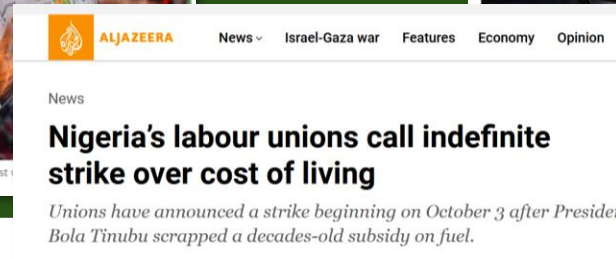 ALJAZEERA News Israel-Gaza war Features Economy Opinion
News
Nigeria's labour unions call indefinite
strike over cost of living
Unions have announced a strike beginning on October 3 after
Bola Tinubu scrapped a decades-old subsidy on fuel.